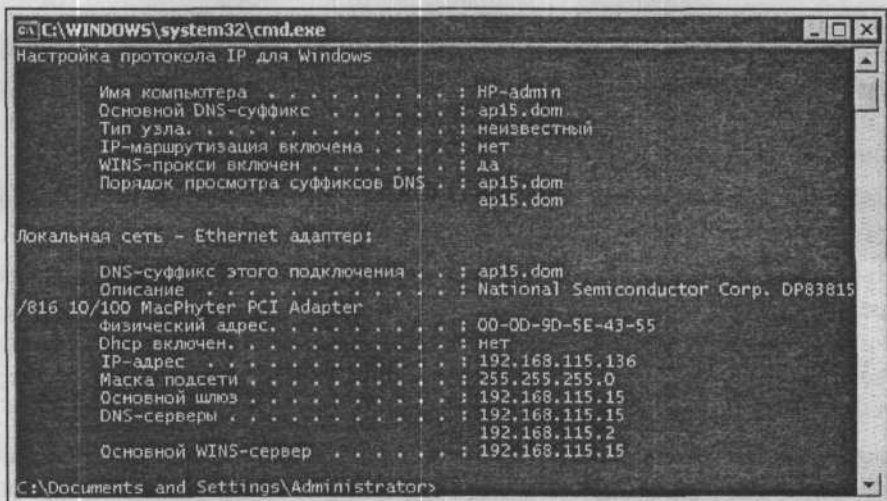 C:\WINDOWS\system32\cmd.exe
Настройка протокола IP для Windows
Имя компьютера . . . . . . . . . : HP-admin
Основной DNS-суффикс . . . . . . : ap15.dom
Тип узла. . . . . . . . . . . . . : неизвестный
IP-маршрутизация включена . . . . : нет
WINS-прокси включен . . . . . . . : да
Порядок просмотра суффиксов DNS . : ap15.dom
ap15.dom
Локальная сеть - Ethernet адаптер:
DNS-суффикс этого подключения . . : ap15.dom
Описание . . . . . . . . . . . . : National Semiconductor Corp. DP83815
/816 10/100 MacPhyter PCI Adapter
Физический адрес. . . . . . . . . : 00-0D-9D-5E-43-55
Dhcp включен. . . . . . . . . . . : нет
IP-адрес . . . . . . . . . . . . : 192.168.115.136
Маска подсети . . . . . . . . . . : 255.255.255.0
Основной шлюз . . . . . . . . . . : 192.168.115.15
DNS-серверы . . . . . . . . . . . : 192.168.115.15
192.168.115.2
Основной WINS-сервер . . . . . . : 192.168.115.15
C:\Documents and Settings\Administrator>